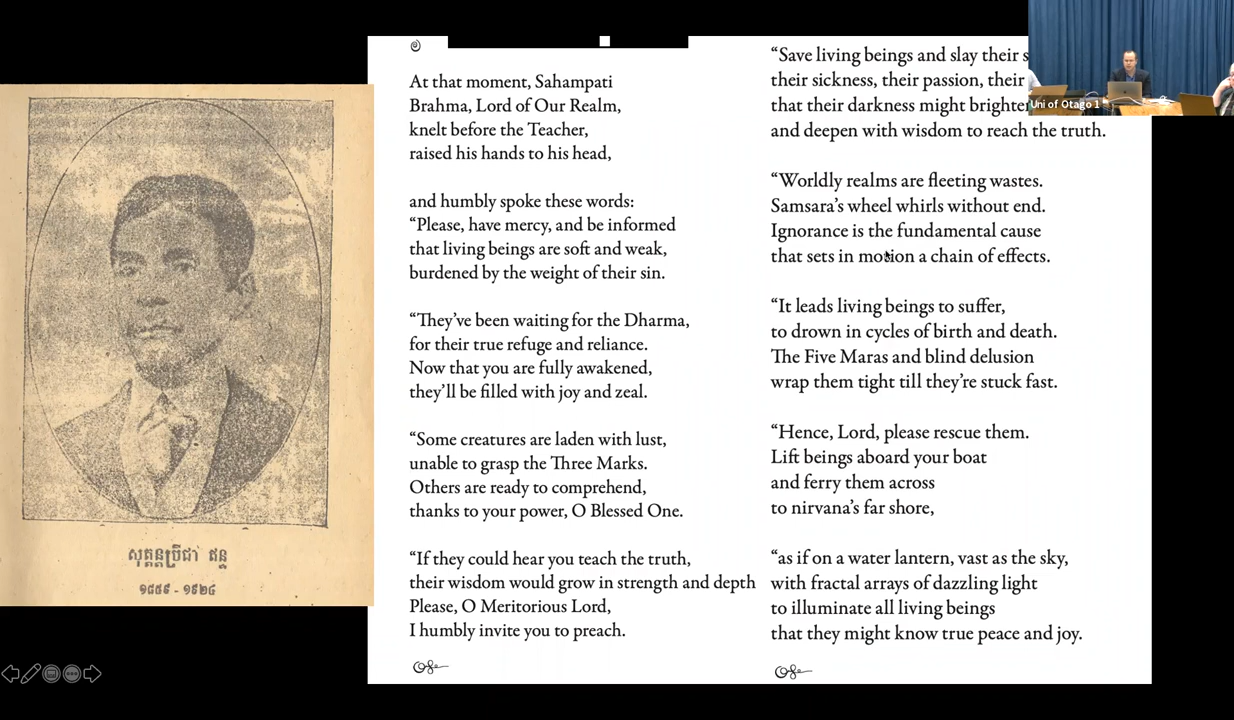 សុត្តន្តប្រីជា ឥន្ទ
១៨៥៩ - ១៩២៤
At that moment, Sahampati
Brahma, Lord of Our Realm,
knelt before the Teacher,
raised his hands to his head,
and humbly spoke these words:
“Please, have mercy, and be informed
that living beings are soft and weak,
burdened by the weight of their sin.
“They’ve been waiting for the Dharma,
for their true refuge and reliance.
Now that you are fully awakened,
they’ll be filled with joy and zeal.
“Some creatures are laden with lust,
unable to grasp the Three Marks.
Others are ready to comprehend,
thanks to your power, O Blessed One.
“If they could hear you teach the truth,
their wisdom would grow in strength and depth
Please, O Meritorious Lord,
I humbly invite you to preach.
“Save living beings and slay their
their sickness, their passion, their
that their darkness might brighten
and deepen with wisdom to reach the truth.
“Worldly realms are fleeting wastes.
Samsara’s wheel whirls without end.
Ignorance is the fundamental cause
that sets in motion a chain of effects.
“It leads living beings to suffer,
to drown in cycles of birth and death.
The Five Maras and blind delusion
wrap them tight till they’re stuck fast.
“Hence, Lord, please rescue them.
Lift beings aboard your boat
and ferry them across
to nirvana’s far shore,
“as if on a water lantern, vast as the sky,
with fractal arrays of dazzling light
to illuminate all living beings
that they might know true peace and joy.
Uni of Otago 1